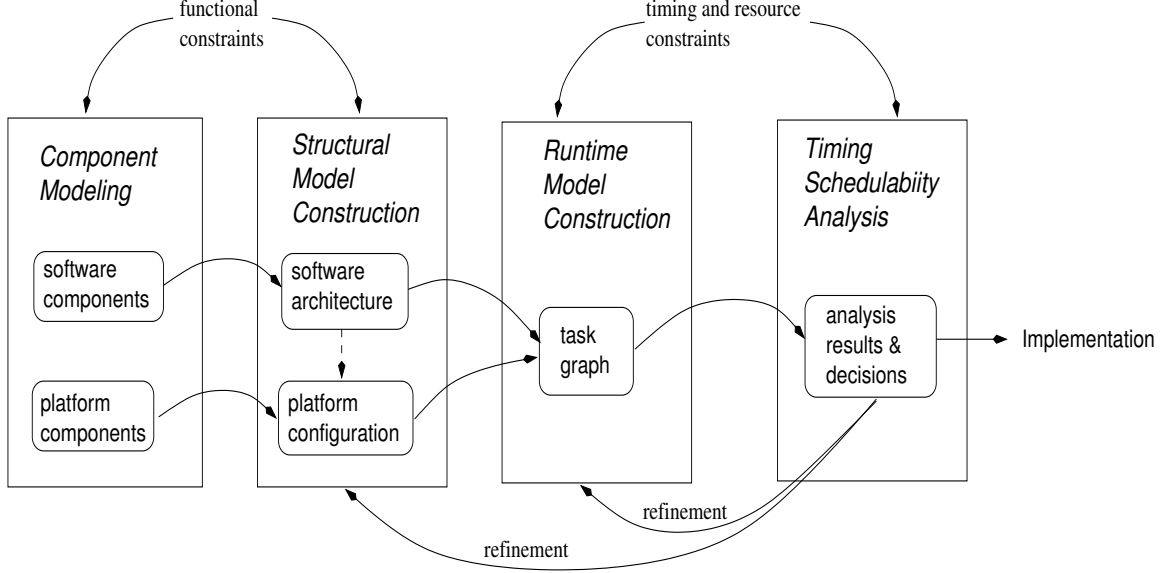 functional
constraints
timing and resource
constraints
Component
Modeling
software
components
platform
components
Structural
Model
Construction
software
architecture
platform
configuration
Runtime
Model
Construction
task
graph
Timing
Schedulabiity
Analysis
analysis
results &
decisions
Implementation
refinement
refinement